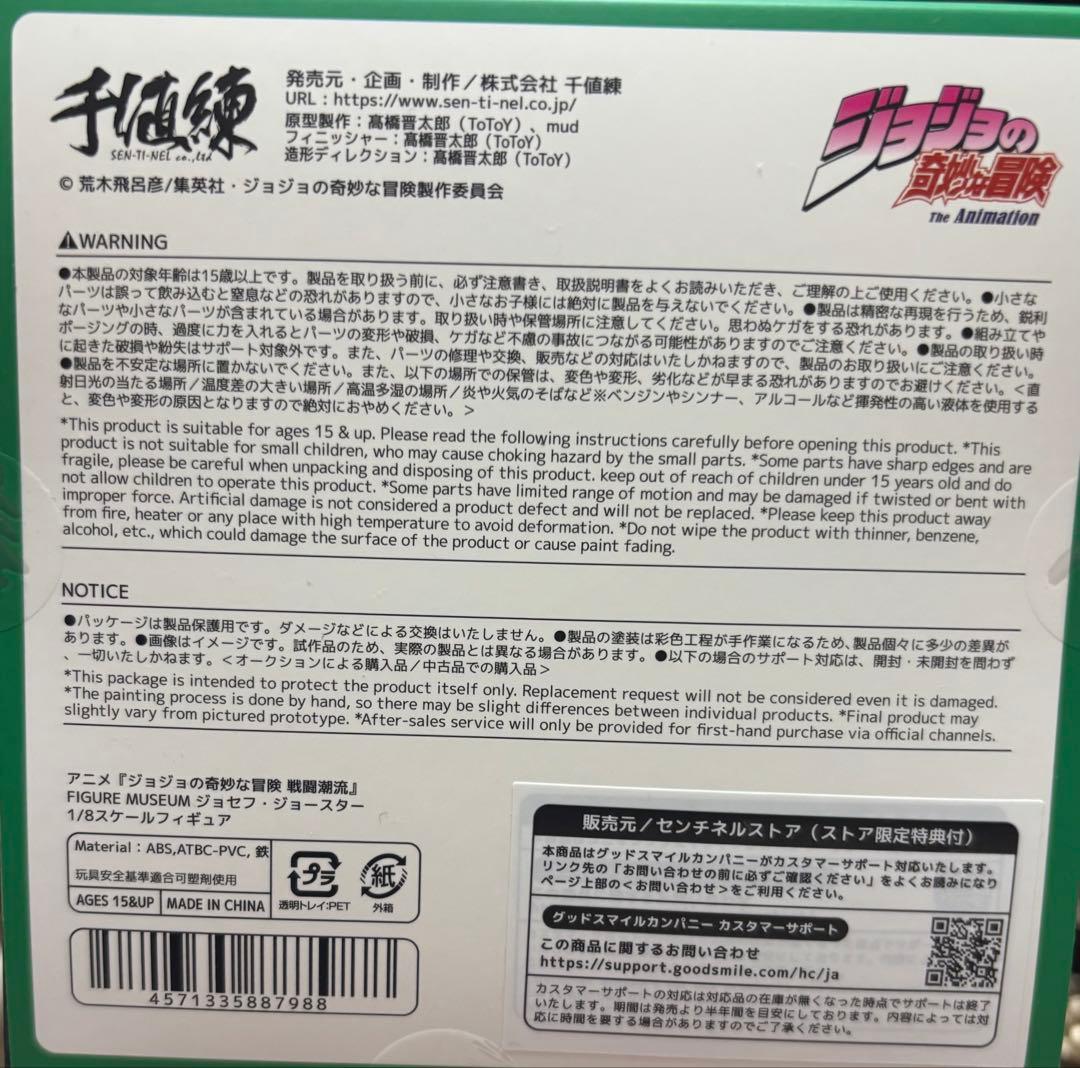 千値練
SEN-TI-NEL co.,ltd
発売元・企画・制作/株式会社 千値練
URL:https://www.sen-ti-nel.co.jp/
原型製作:髙橋晋太郎(ToToY)、mud
フィニッシャー:髙橋晋太郎(ToToY)
造形ディレクション:髙橋晋太郎(ToToY)
© 荒木飛呂彦/集英社・ジョジョの奇妙な冒険製作委員会
ジョジョの
奇妙な冒険
The Animation
⚠WARNING
●本製品の対象年齢は15歳以上です。製品を取り扱う前に、必ず注意書き、取扱説明書をよくお読みいただき、ご理解の上ご使用ください。●小さな
パーツは誤って飲み込むと窒息などの恐れがありますので、小さなお子様には絶対に製品を与えないでください。●製品は精密な再現を行うため、鋭利
なパーツや小さなパーツが含まれている場合があります。取り扱い時や保管場所に注意してください。思わぬケガをする恐れがあります。●組み立てや
ポージングの時、過度に力を入れるとパーツの変形や破損、ケガなど不慮の事故につながる可能性がありますのでご注意ください。●製品の取り扱い時
に起きた破損や紛失はサポート対象外です。また、パーツの修理や交換、販売などの対応はいたしかねますので、製品のお取り扱いにご注意ください。
●製品を不安定な場所に置かないでください。また、以下の場所での保管は、変色や変形、劣化などが早まる恐れがありますのでお避けください。<直
射日光の当たる場所/温度差の大きい場所/高温多湿の場所/炎や火気のそばなど※ベンジンやシンナー、アルコールなど揮発性の高い液体を使用する
と、変色や変形の原因となりますので絶対におやめください。>
*This product is suitable for ages 15 & up. Please read the following instructions carefully before opening this product. *This
product is not suitable for small children, who may cause choking hazard by the small parts. *Some parts have sharp edges and are
fragile, please be careful when unpacking and disposing of this product. keep out of reach of children under 15 years old and do
not allow children to operate this product. *Some parts have limited range of motion and may be damaged if twisted or bent with
improper force. Artificial damage is not considered a product defect and will not be replaced. *Please keep this product away
from fire, heater or any place with high temperature to avoid deformation. *Do not wipe the product with thinner, benzene,
alcohol, etc., which could damage the surface of the product or cause paint fading.
NOTICE
●パッケージは製品保護用です。ダメージなどによる交換はいたしません。●製品の塗装は彩色工程が手作業になるため、製品個々に多少の差異が
あります。●画像はイメージです。試作品のため、実際の製品とは異なる場合があります。●以下の場合のサポート対応は、開封・未開封を問わず
、一切いたしかねます。<オークションによる購入品/中古品での購入品>
*This package is intended to protect the product itself only. Replacement request will not be considered even it is damaged.
*The painting process is done by hand, so there may be slight differences between individual products. *Final product may
slightly vary from pictured prototype. *After-sales service will only be provided for first-hand purchase via official channels.
アニメ『ジョジョの奇妙な冒険 戦闘潮流』
FIGURE MUSEUM ジョセフ・ジョースター
1/8スケールフィギュア
Material:ABS,ATBC-PVC, 鉄
玩具安全基準適合可塑剤使用
AGES 15&UP
MADE IN CHINA
プラ
透明トレイ:PET
紙
外箱
4571335887988
販売元/センチネルストア(ストア限定特典付)
本商品はグッドスマイルカンパニーがカスタマーサポート対応いたします。
リンク先の「お問い合わせの前に必ずご確認ください」をよくお読みになり
ページ上部の<お問い合わせ>をご利用ください。
グッドスマイルカンパニー カスタマーサポート
この商品に関するお問い合わせ
https://support.goodsmile.com/hc/ja
カスタマーサポートの対応は対応品の在庫が無くなった時点でサポートは終了
いたします。期間は発売より半年間を目安にしております。内容によっては対
応に時間を要する場合がありますのでご了承ください。